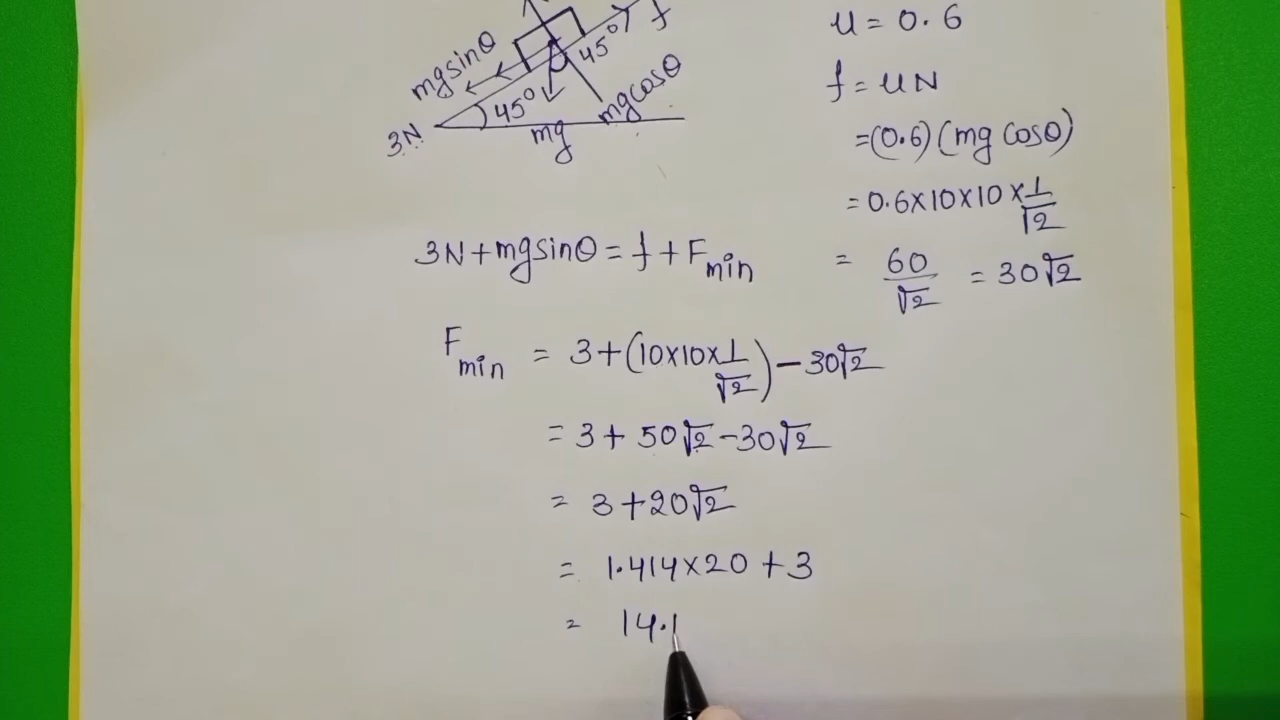 f
mgsinθ
45°
45°
mgcosθ
3N
mg
u = 0.6
f = uN
=(0.6)(mg cosθ)
= 0.6×10×10×1/√2
= 60/√2 = 30√2
3N+mgsinθ = f+Fmin
Fmin = 3+(10×10×1/√2)-30√2
= 3+50√2-30√2
= 3+20√2
= 1.414×20+3
= 14.1